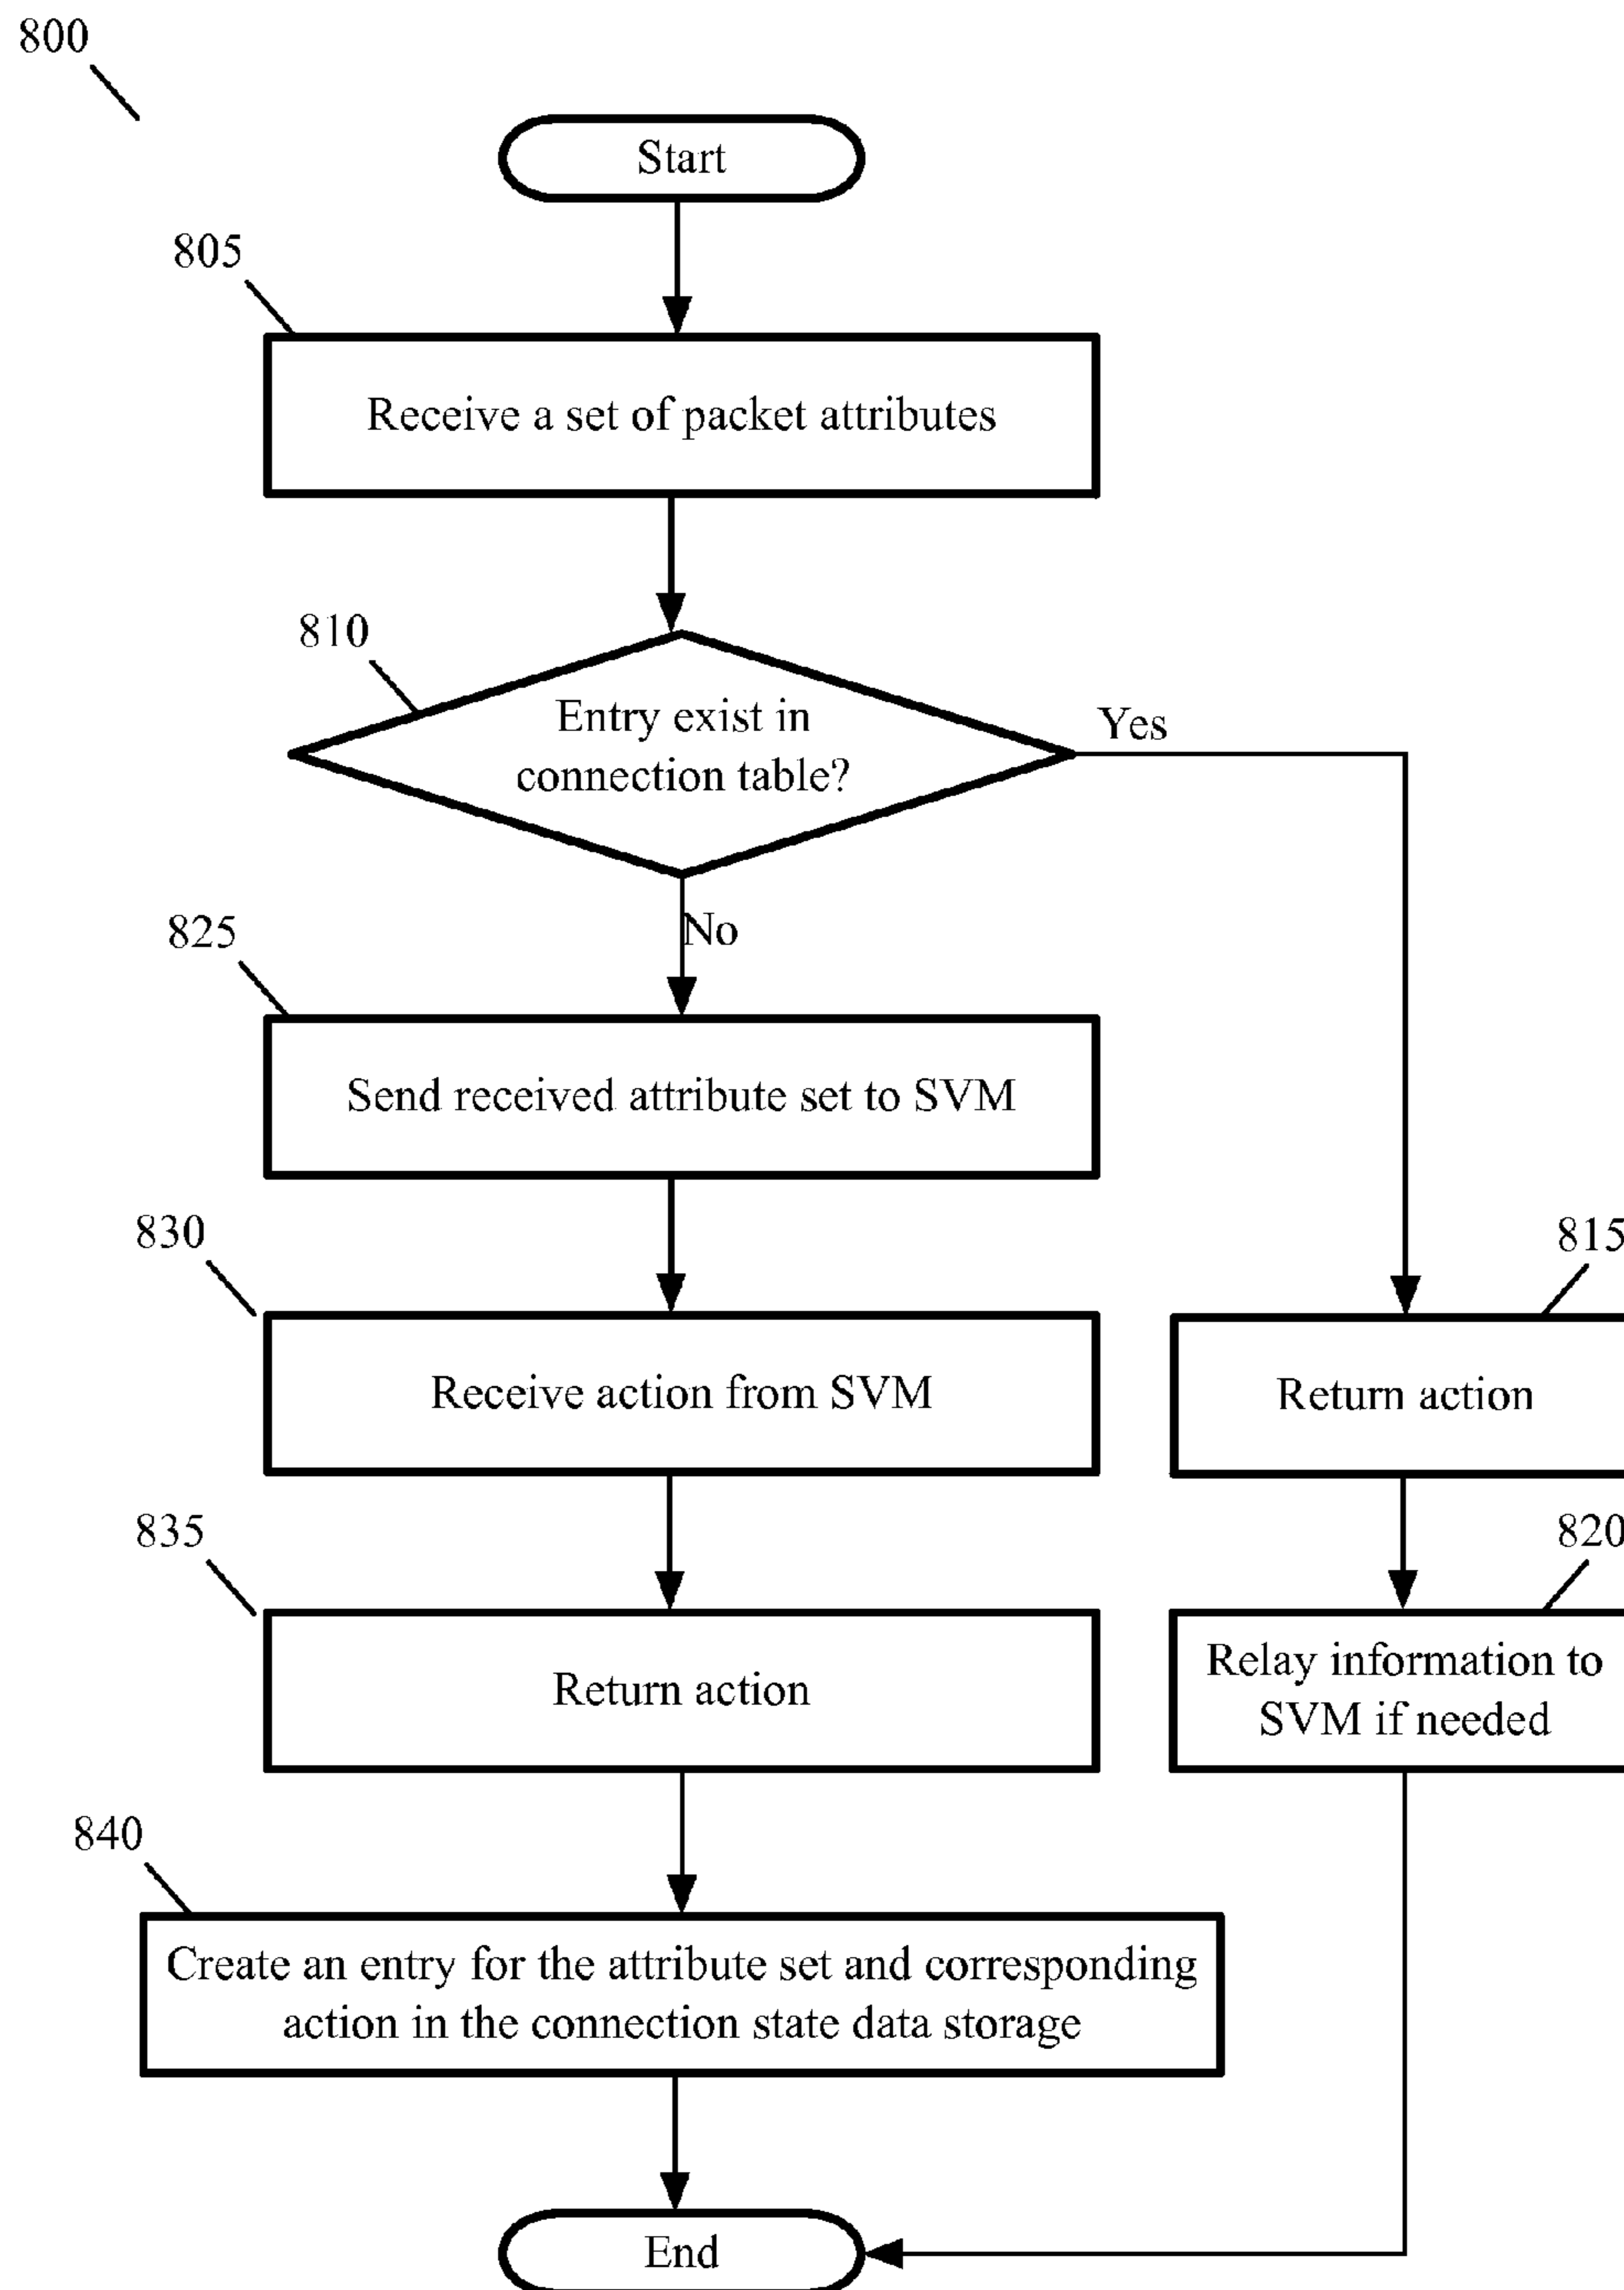 800
Start
805
Receive a set of packet attributes
810
Entry exist in
connection table?
Yes
No
825
Send received attribute set to SVM
830
Receive action from SVM
815
Return action
835
Return action
820
Relay information to
SVM if needed
840
Create an entry for the attribute set and corresponding
action in the connection state data storage
End